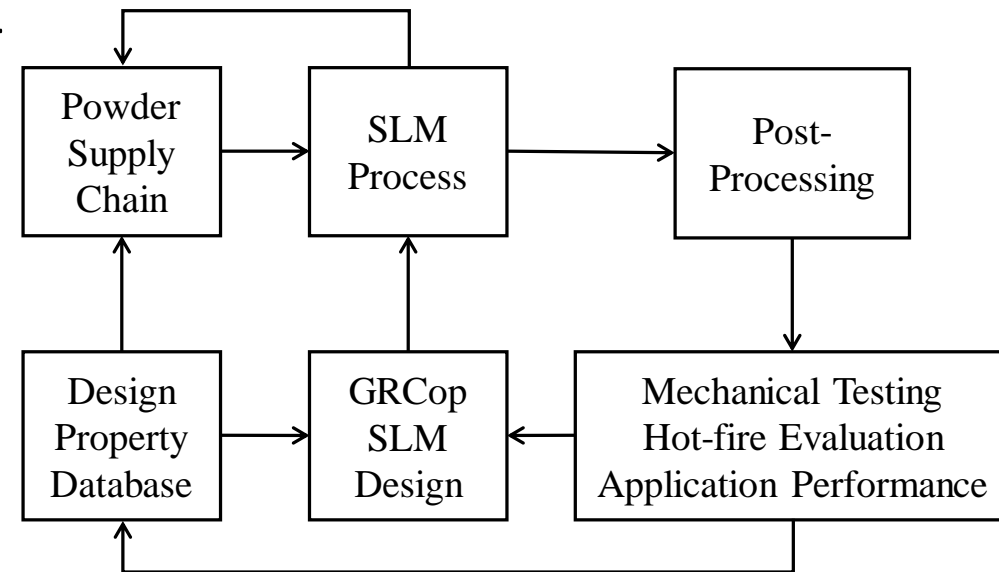 Powder
Supply
Chain
SLM
Process
Post-
Processing
Design
Property
Database
GRCop
SLM
Design
Mechanical Testing
Hot-fire Evaluation
Application Performance